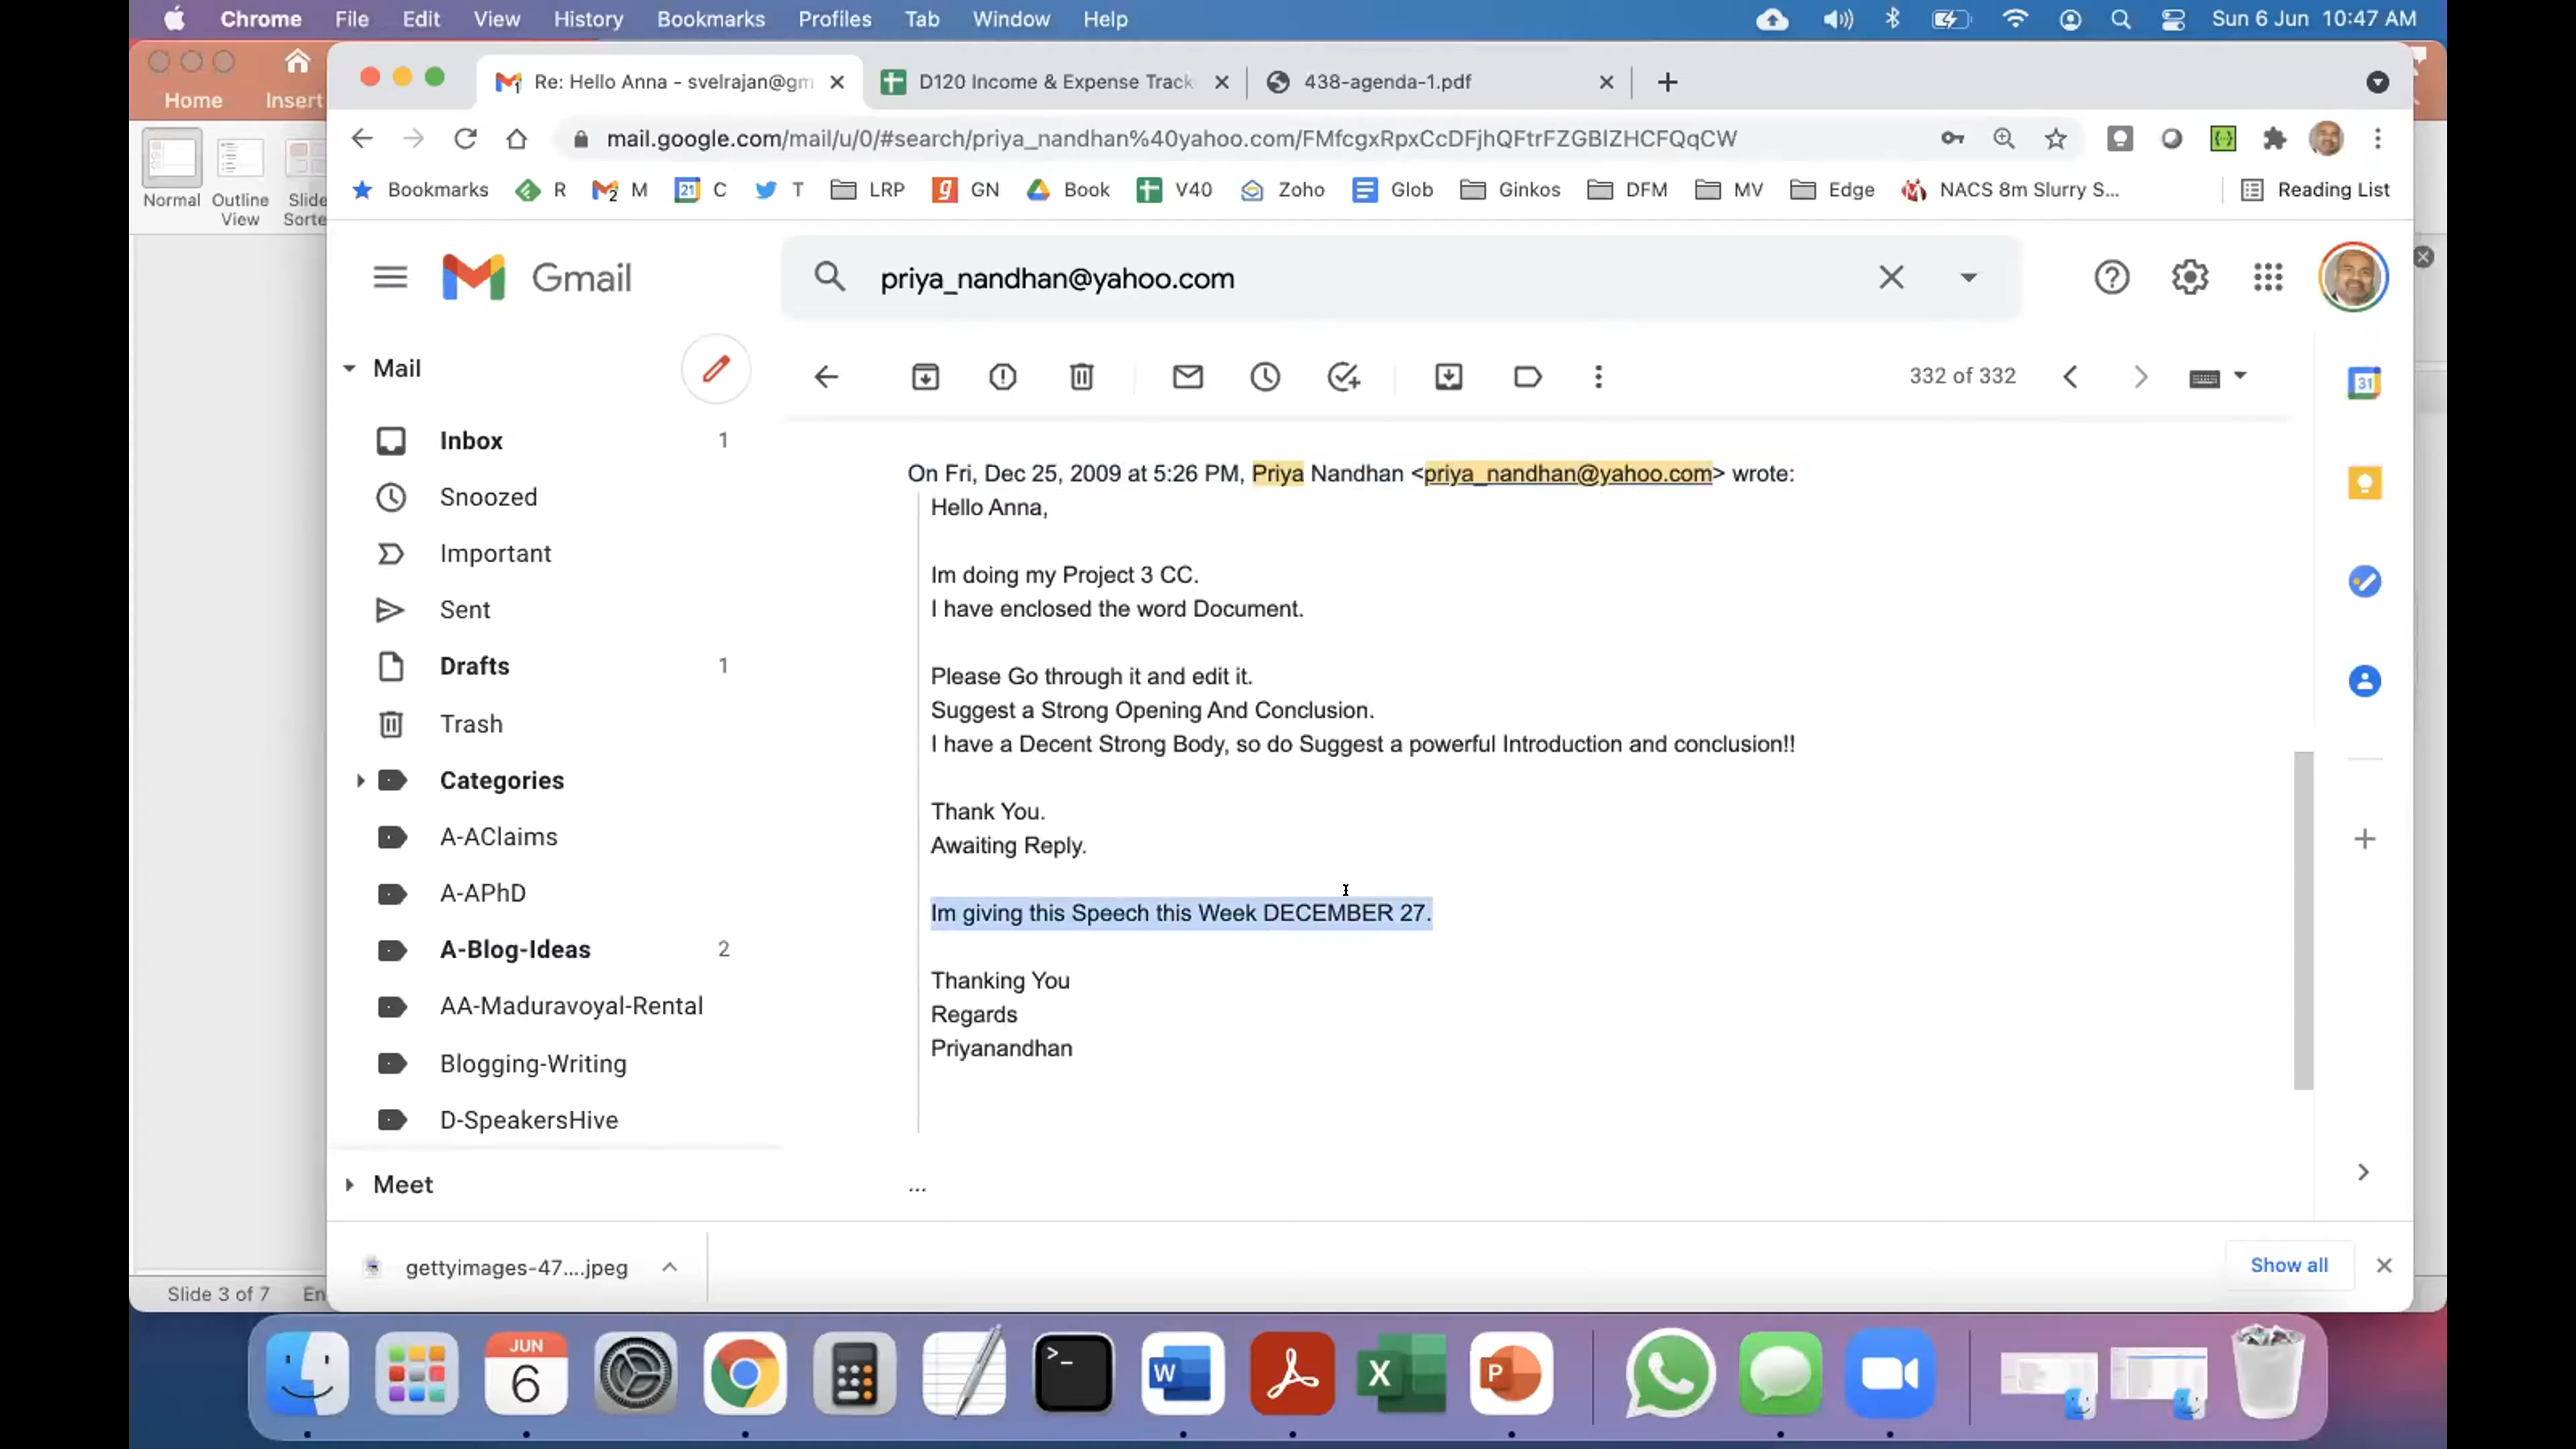 Chrome File Edit View History Bookmarks Profiles Tab Window Help Sun 6 Jun 10:47 AM
Home Insert
Re: Hello Anna - svelrajan@gm
D120 Income & Expense Track
438-agenda-1.pdf
mail.google.com/mail/u/0/#search/priya_nandhan%40yahoo.com/FMfcgxRpxCcDFjhQFtrFZGBlZHCFQqCW
Bookmarks R M C T LRP GN Book V40 Zoho Glob Ginkos DFM MV Edge NACS 8m Slurry S... Reading List
Normal Outline View Slide Sorte
Gmail
priya_nandhan@yahoo.com
332 of 332
Mail
Inbox 1
Snoozed
Important
Sent
Drafts 1
Trash
Categories
A-AClaims
A-APhD
A-Blog-Ideas 2
AA-Maduravoyal-Rental
Blogging-Writing
D-SpeakersHive
Meet
On Fri, Dec 25, 2009 at 5:26 PM, Priya Nandhan <priya_nandhan@yahoo.com> wrote:
Hello Anna,
Im doing my Project 3 CC.
I have enclosed the word Document.
Please Go through it and edit it.
Suggest a Strong Opening And Conclusion.
I have a Decent Strong Body, so do Suggest a powerful Introduction and conclusion!!
Thank You.
Awaiting Reply.
Im giving this Speech this Week DECEMBER 27.
Thanking You
Regards
Priyanandhan
...
gettyimages-47....jpeg
Show all
Slide 3 of 7 En
JUN
6